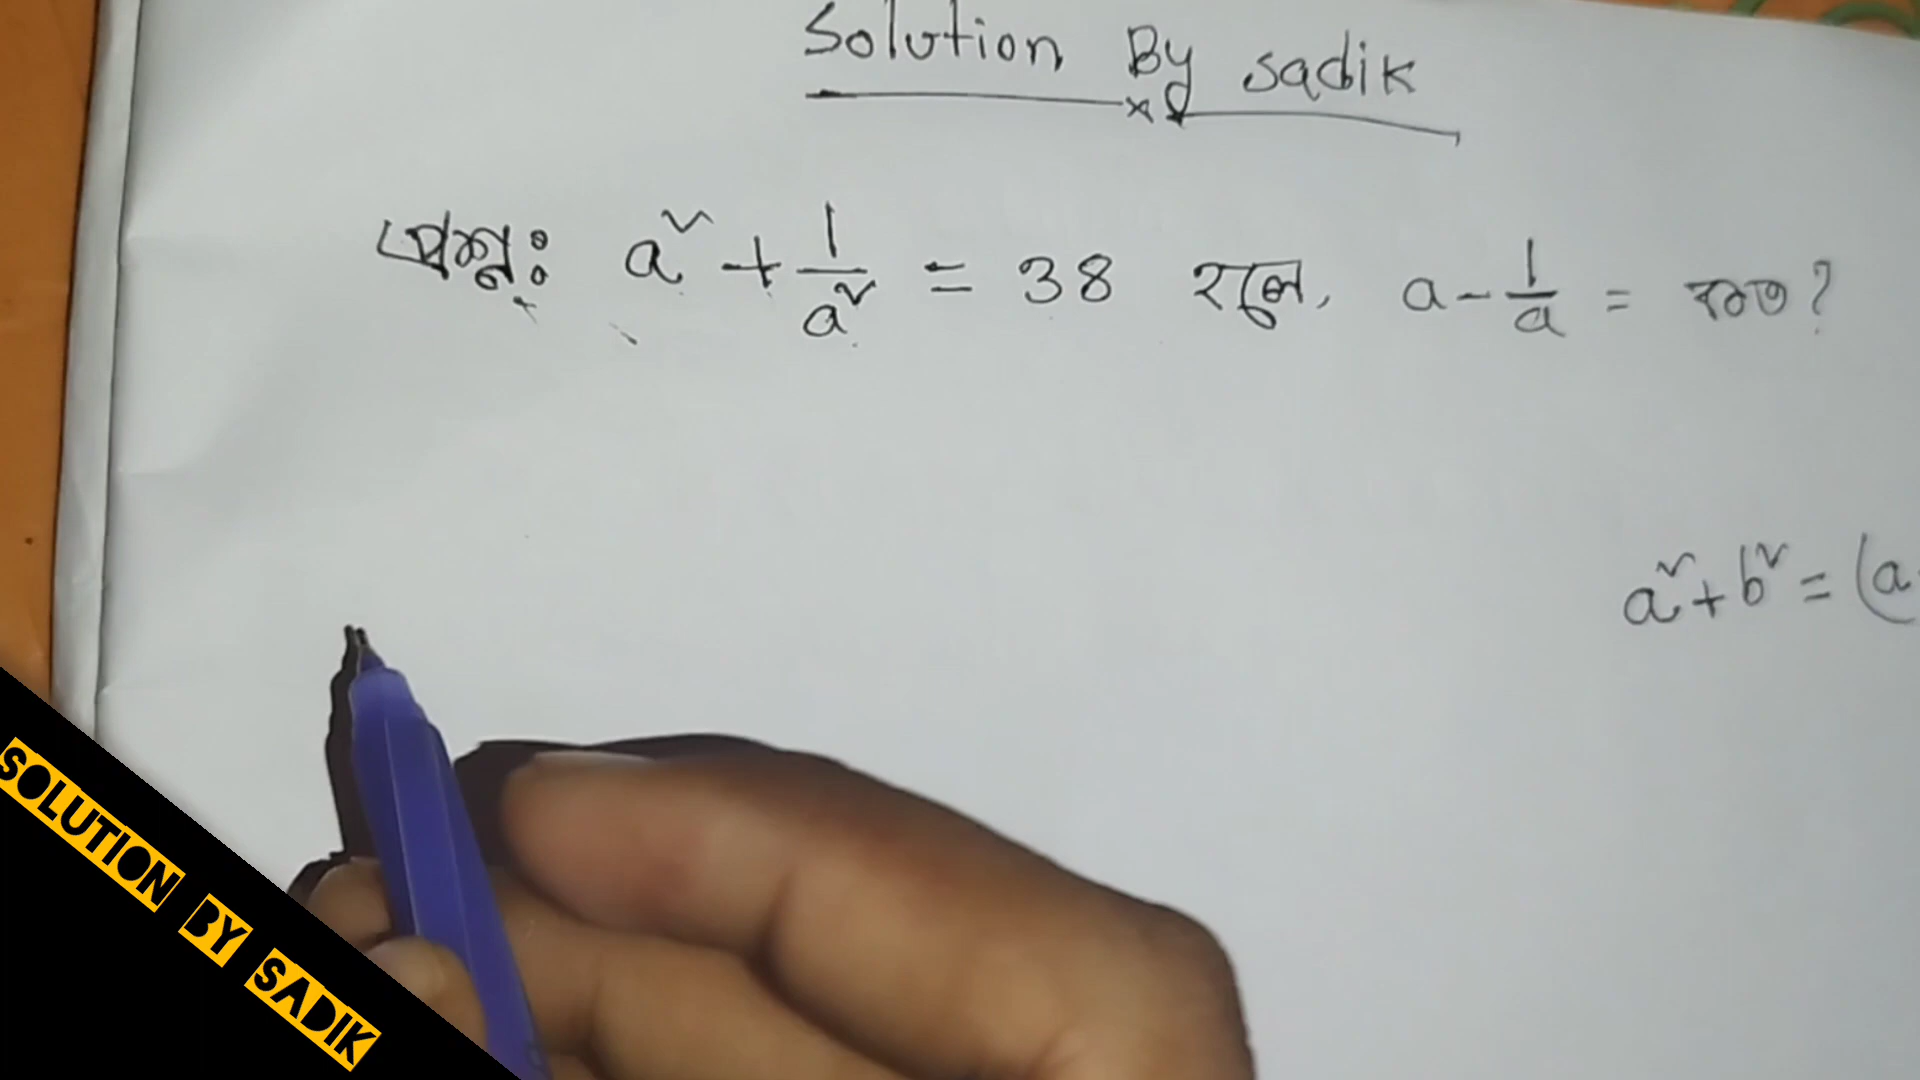 Solution By Sadik
প্রশ্ন: a² + 1/a² = 38 হলে, a - 1/a = কত?
a² + b² = (a
SOLUTION BY SADIK